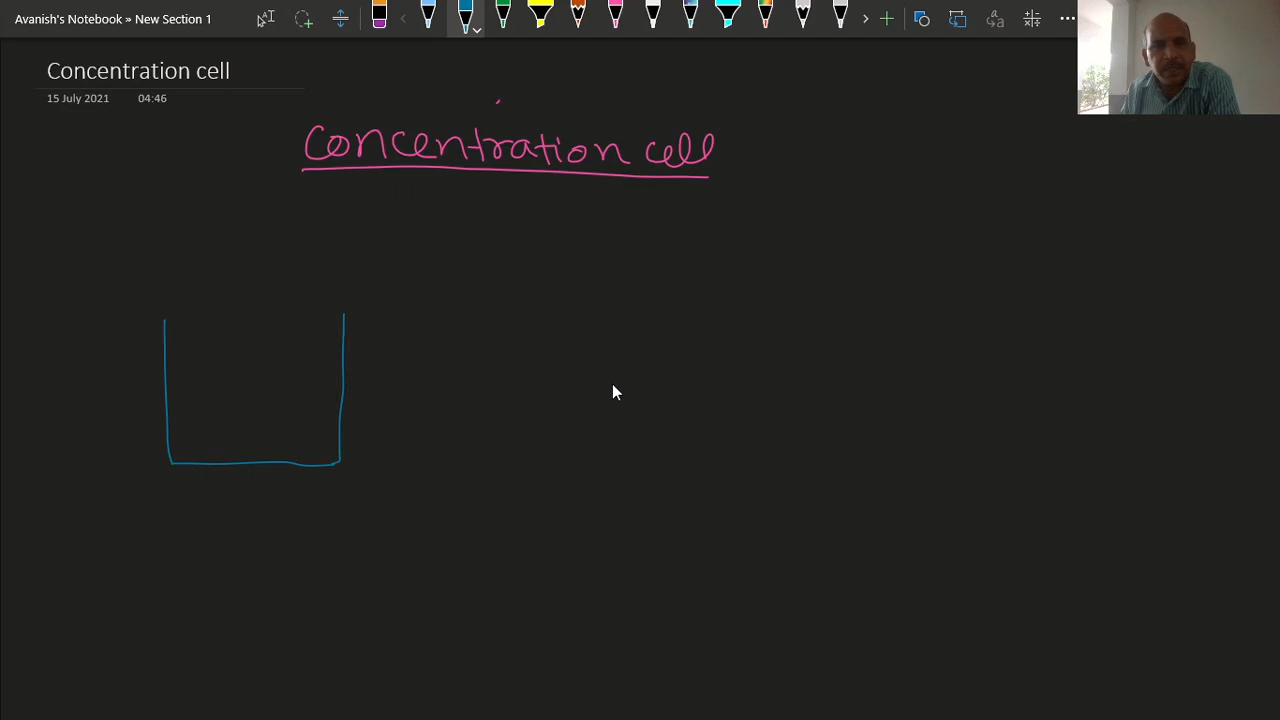 Avanish's Notebook » New Section 1
Concentration cell
15 July 2021 04:46
Concentration cell